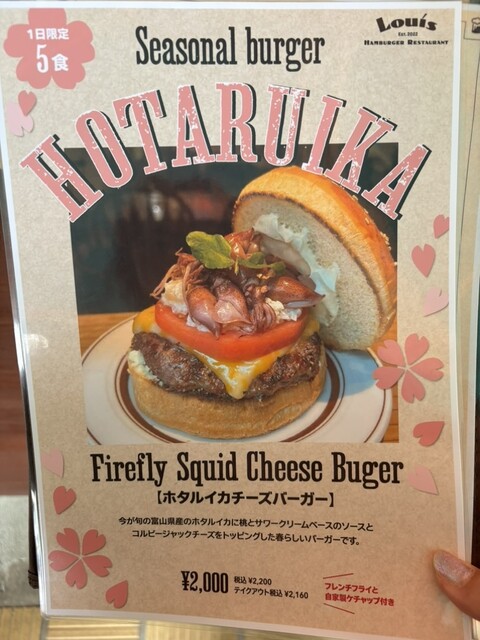 1日限定
5食
Louis
Est. 2022
Hamburger Restaurant
Seasonal burger
HOTARUIKA
Firefly Squid Cheese Buger
【ホタルイカチーズバーガー】
今が旬の富山県産のホタルイカに桃とサワークリームベースのソースと
コルビージャックチーズをトッピングした春らしいバーガーです。
¥2,000 税込 ¥2,200
テイクアウト税込 ¥2,160
フレンチフライと
自家製ケチャップ付き